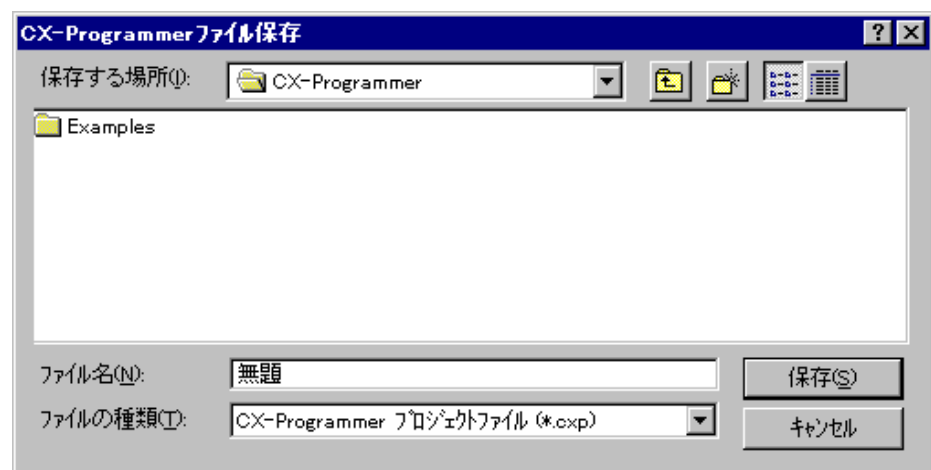 CX-Programmerﾌｧｲﾙ保存
保存する場所(I):
CX-Programmer
Examples
ﾌｧｲﾙ名(N):
無題
保存(S)
ﾌｧｲﾙの種類(T):
CX-Programmer ﾌﾟﾛｼﾞｪｸﾄﾌｧｲﾙ (*.cxp)
ｷｬﾝｾﾙ